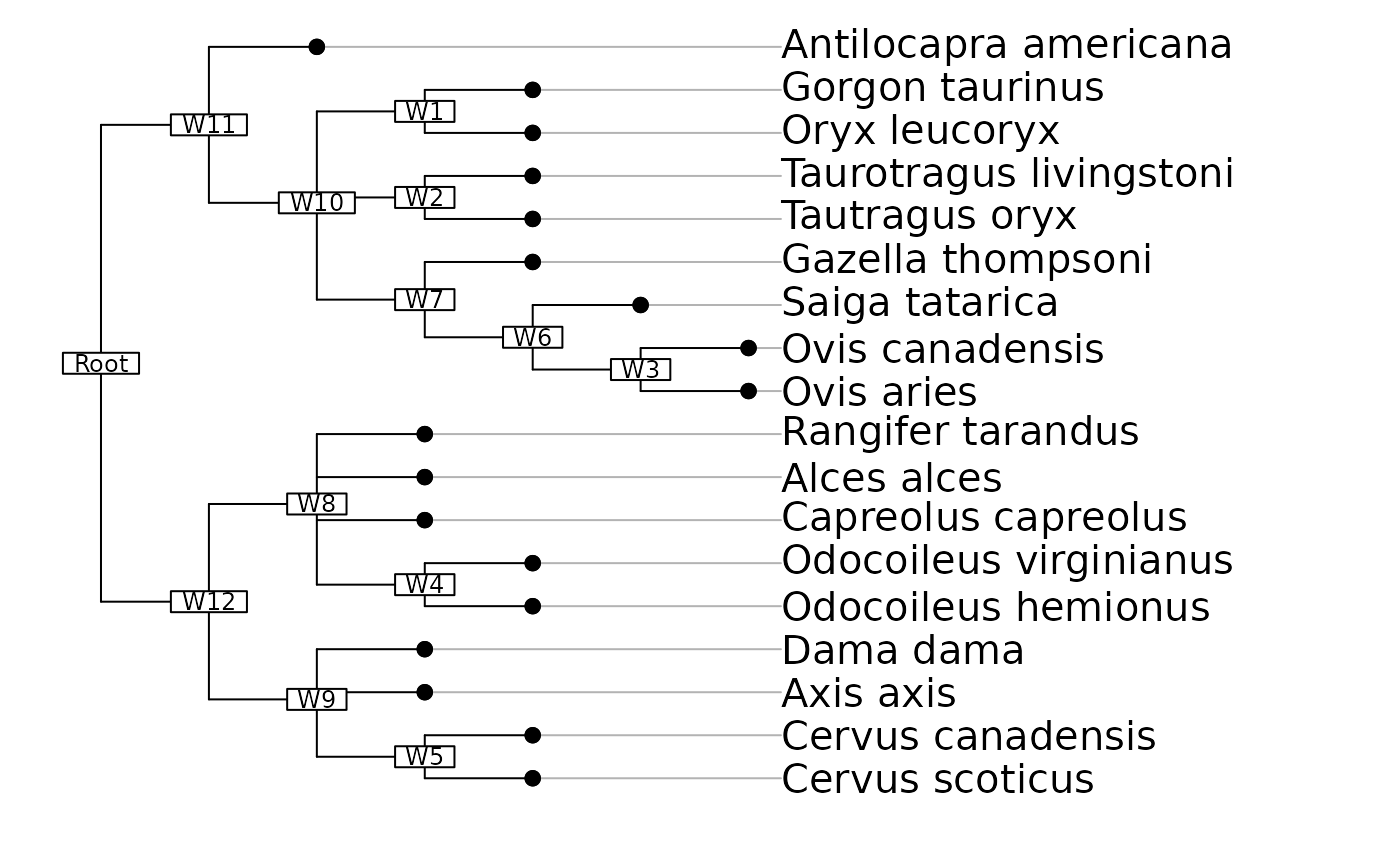 Antilocapra americana
Gorgon taurinus
W1
W11
Oryx leucoryx
Taurotragus livingstoni
W2
W10
Tautragus oryx
Gazella thompsoni
W7
Saiga tatarica
W6
Ovis canadensis
Root
W3
Ovis aries
Rangifer tarandus
Alces alces
W8
Capreolus capreolus
Odocoileus virginianus
W4
W12
Odocoileus hemionus
Dama dama
Axis axis
W9
Cervus canadensis
W5
Cervus scoticus